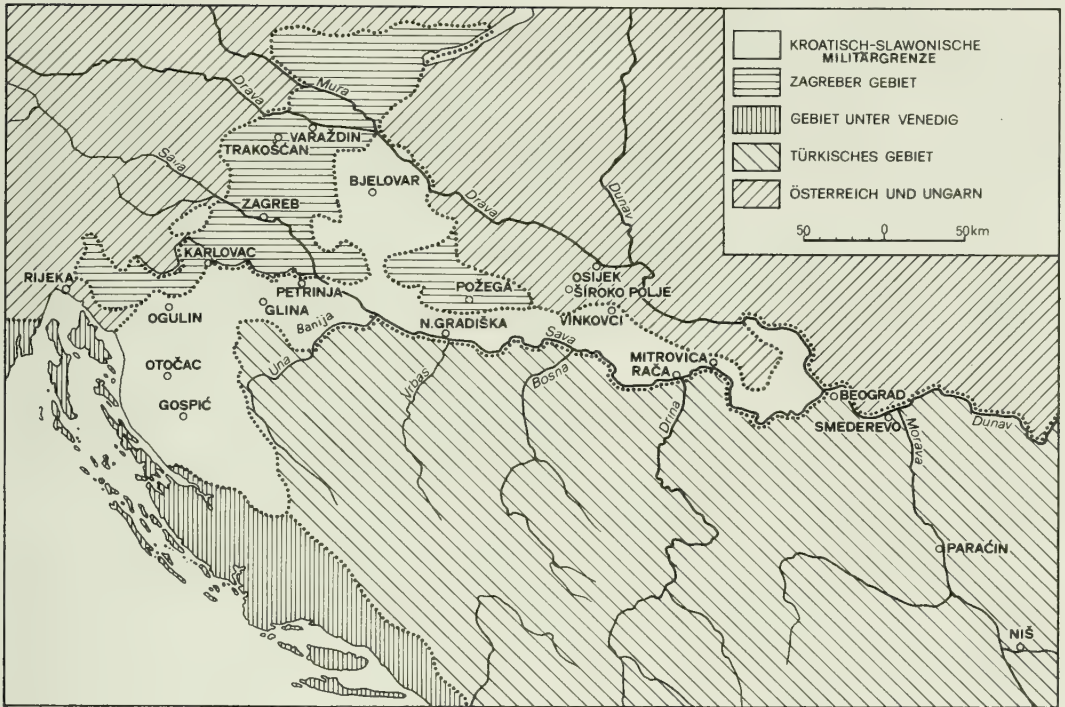 KROATISCH-SLAWONISCHE
MILITÄRGRENZE
ZAGREBER GEBIET
GEBIET UNTER VENEDIG
TÜRKISCHES GEBIET
ÖSTERREICH UND UNGARN
50 0 50km
Mura
Drava
VARAŽDIN
TRAKOŠĆAN
Sava
BJELOVAR
Drava
Dunav
ZAGREB
KARLOVAC
RIJEKA
PETRINJA
OSIJEK
ŠIROKO POLJE
POŽEGA
OGULIN
GLINA
VINKOVCI
Banija
N.GRADIŠKA
Sava
Una
Vrbas
Bosna
MITROVICA
RAČA
OTOČAC
Drina
BEOGRAD
GOSPIĆ
SMEDEREVO
Dunav
Morava
PARAĆIN
NIŠ